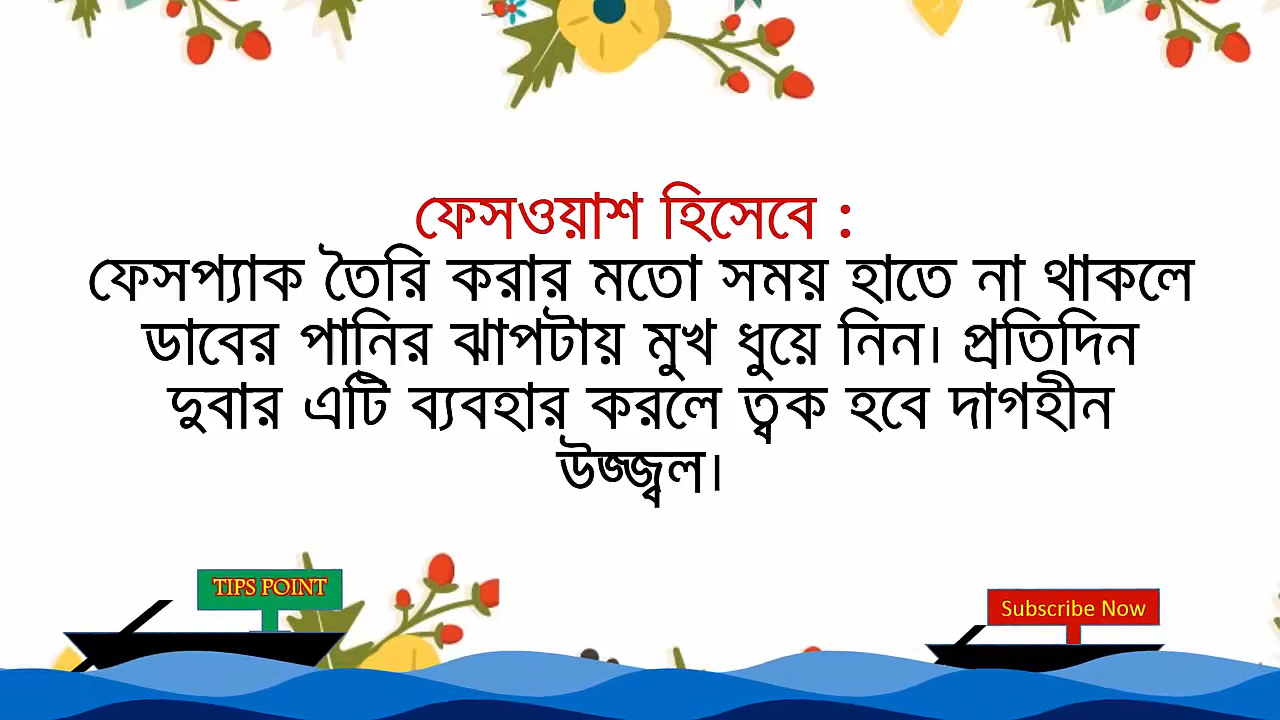 ফেসওয়াশ হিসেবে :
ফেসপ্যাক তৈরি করার মতো সময় হাতে না থাকলে
ডাবের পানির ঝাপটায় মুখ ধুয়ে নিন। প্রতিদিন
দুবার এটি ব্যবহার করলে ত্বক হবে দাগহীন
উজ্জ্বল।
TIPS POINT
Subscribe Now